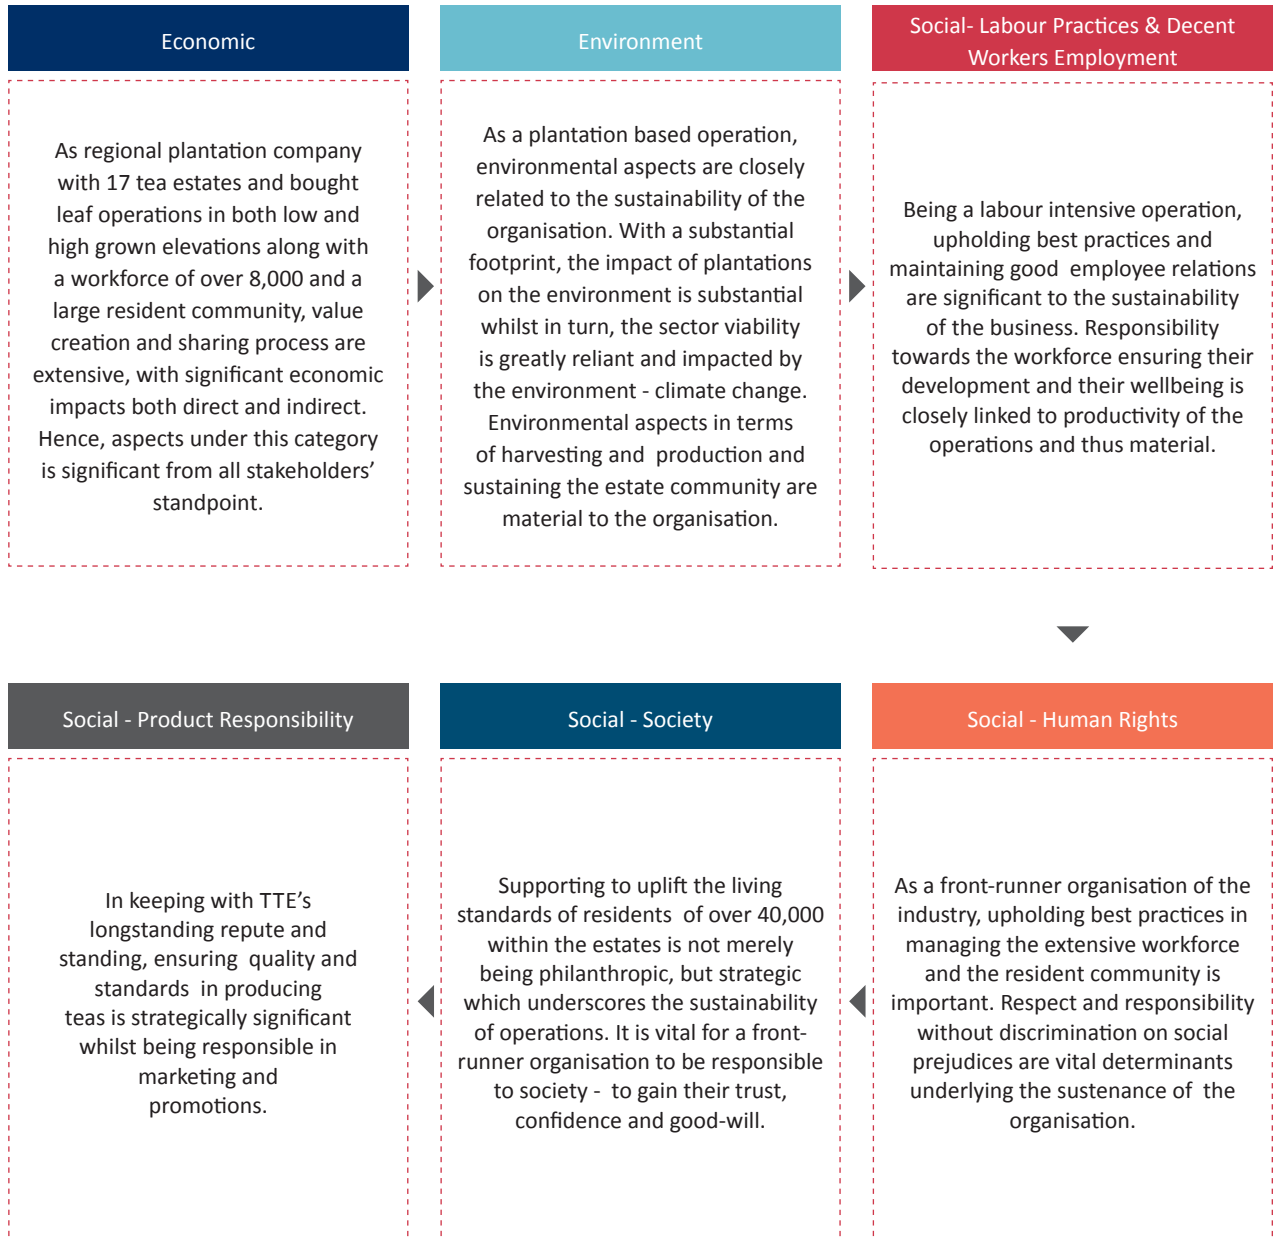 Economic
As regional plantation company
with 17 tea estates and bought
leaf operations in both low and
high grown elevations along with
a workforce of over 8,000 and a
large resident community, value
creation and sharing process are
extensive, with significant economic
impacts both direct and indirect.
Hence, aspects under this category
is significant from all stakeholders’
standpoint.
Environment
As a plantation based operation,
environmental aspects are closely
related to the sustainability of the
organisation. With a substantial
footprint, the impact of plantations
on the environment is substantial
whilst in turn, the sector viability
is greatly reliant and impacted by
the environment - climate change.
Environmental aspects in terms
of harvesting and production and
sustaining the estate community are
material to the organisation.
Social- Labour Practices & Decent
Workers Employment
Being a labour intensive operation,
upholding best practices and
maintaining good employee relations
are significant to the sustainability
of the business. Responsibility
towards the workforce ensuring their
development and their wellbeing is
closely linked to productivity of the
operations and thus material.
Social - Human Rights
As a front-runner organisation of the
industry, upholding best practices in
managing the extensive workforce
and the resident community is
important. Respect and responsibility
without discrimination on social
prejudices are vital determinants
underlying the sustenance of the
organisation.
Social - Society
Supporting to uplift the living
standards of residents of over 40,000
within the estates is not merely
being philanthropic, but strategic
which underscores the sustainability
of operations. It is vital for a front-
runner organisation to be responsible
to society - to gain their trust,
confidence and good-will.
Social - Product Responsibility
In keeping with TTE’s
longstanding repute and
standing, ensuring quality and
standards in producing
teas is strategically significant
whilst being responsible in
marketing and
promotions.